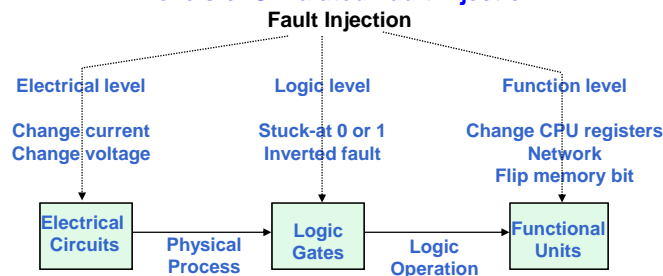 Fault Injection
Electrical level
Logic level
Function level
Change current
Change voltage
Stuck-at 0 or 1
Inverted fault
Change CPU registers
Network
Flip memory bit
Electrical
Circuits
Physical
Process
Logic
Gates
Logic
Operation
Functional
Units